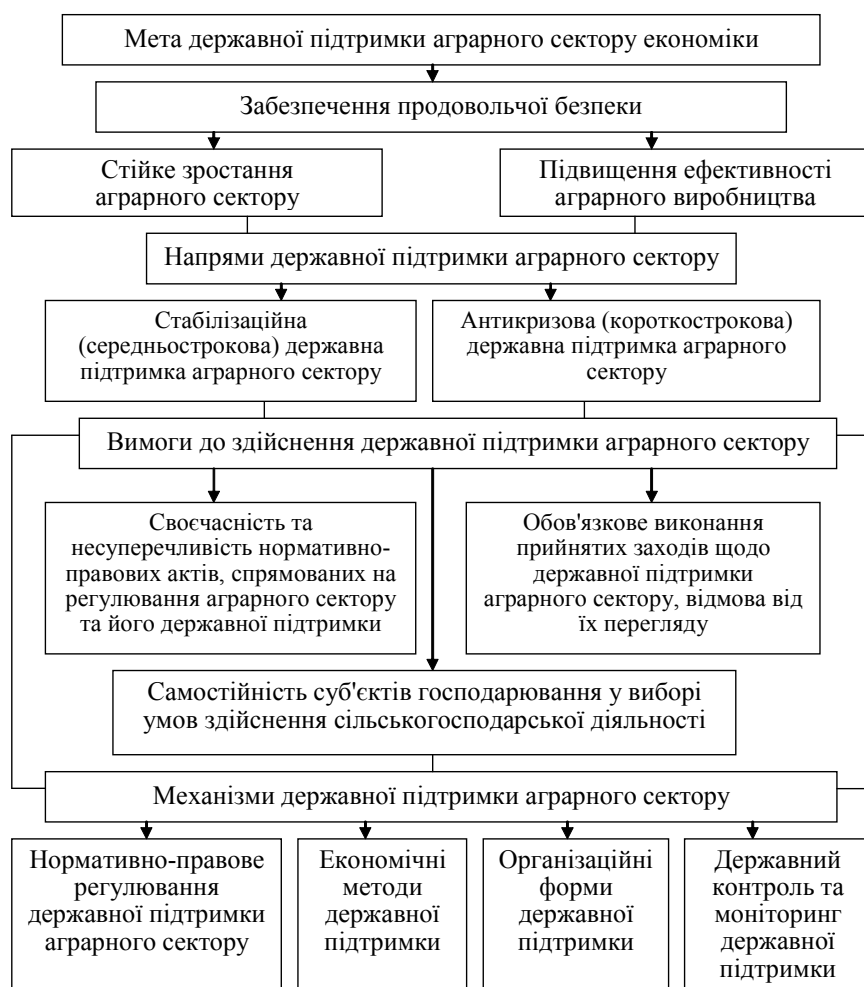 Мета державної підтримки аграрного сектору економіки
Забезпечення продовольчої безпеки
Стійке зростання
аграрного сектору
Підвищення ефективності
аграрного виробництва
Напрями державної підтримки аграрного сектору
Стабілізаційна
(середньострокова) державна
підтримка аграрного сектору
Антикризова (короткострокова)
державна підтримка аграрного
сектору
Вимоги до здійснення державної підтримки аграрного сектору
Своєчасність та
несуперечливість нормативно-
правових актів, спрямованих на
регулювання аграрного сектору
та його державної підтримки
Обов'язкове виконання
прийнятих заходів щодо
державної підтримки
аграрного сектору, відмова від
їх перегляду
Самостійність суб'єктів господарювання у виборі
умов здійснення сільськогосподарської діяльності
Механізми державної підтримки аграрного сектору
Нормативно-правове
регулювання
державної підтримки
аграрного сектору
Економічні
методи
державної
підтримки
Організаційні
форми
державної
підтримки
Державний
контроль та
моніторинг
державної
підтримки